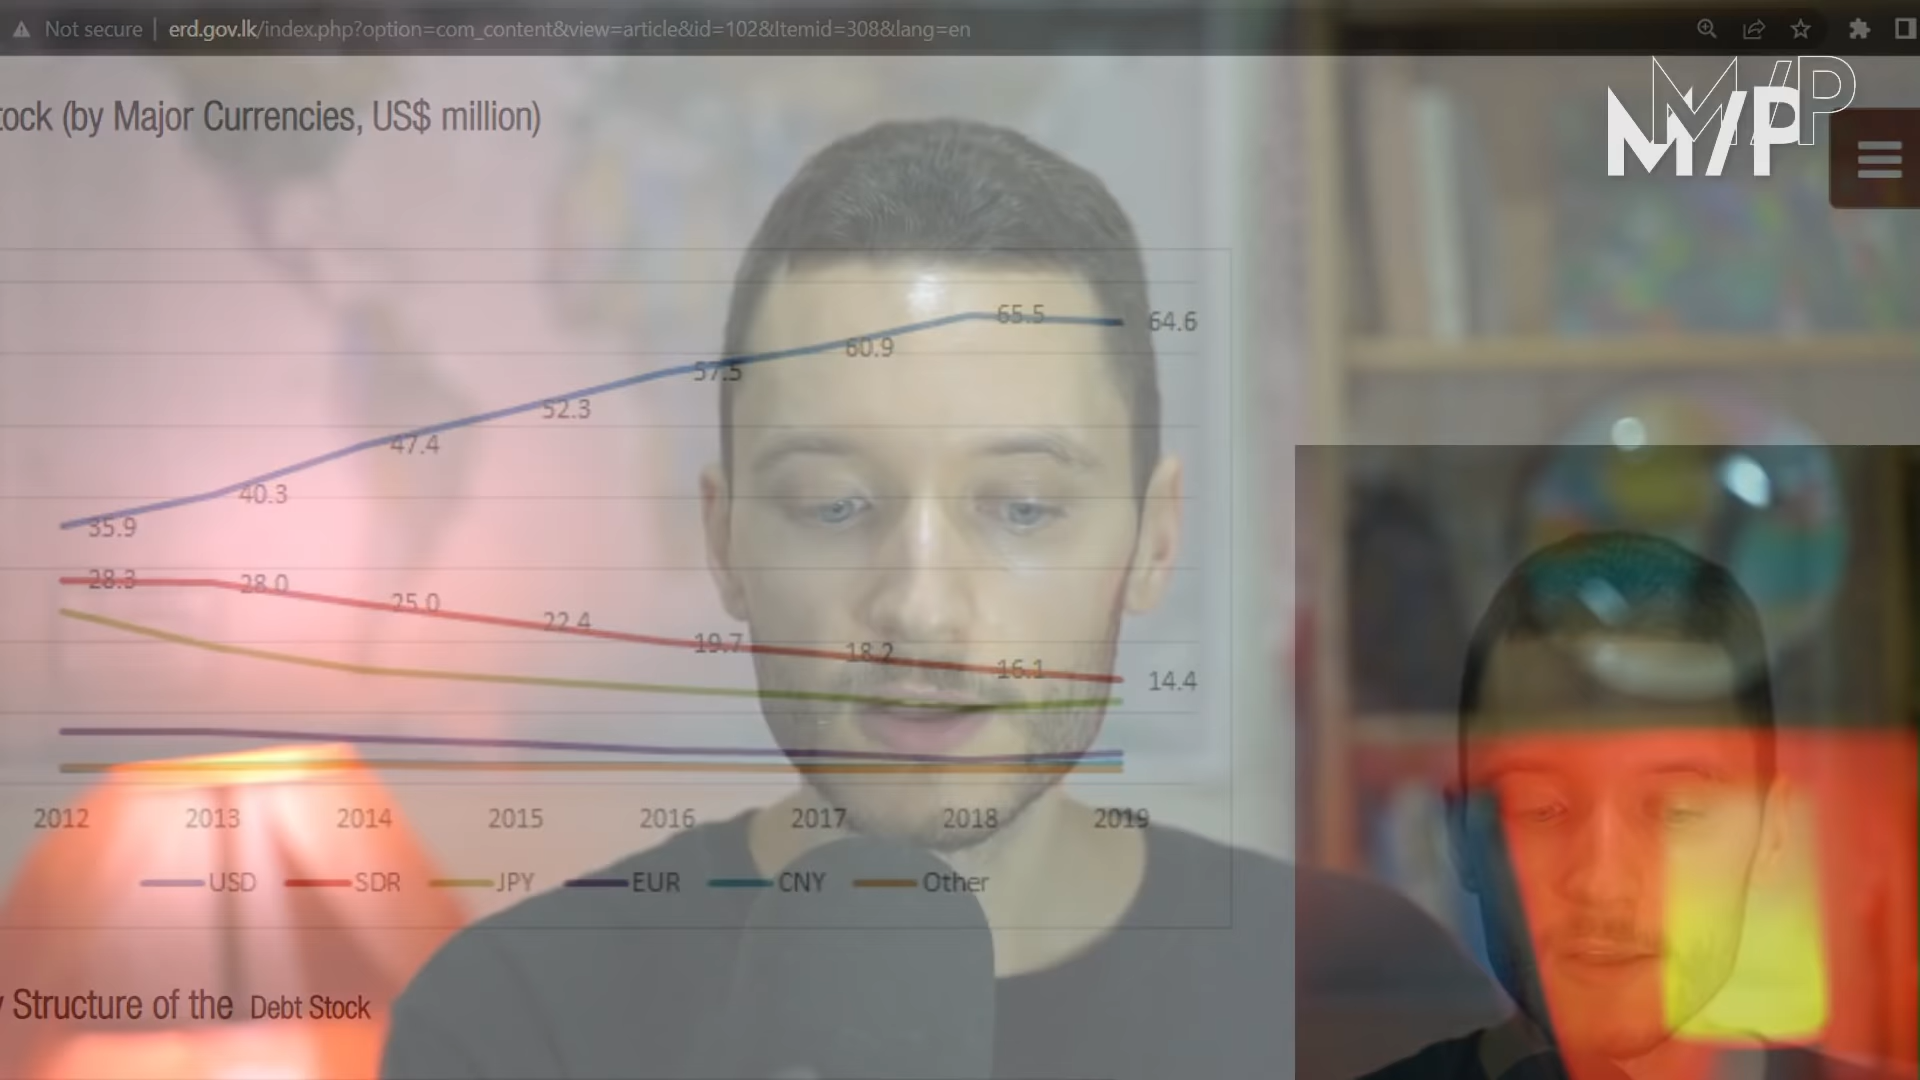 Not secure | erd.gov.lk/index.php?option=com_content&view=article&id=102&Itemid=308&lang=en
M/P
M/P
tock (by Major Currencies, US$ million)
65.5
64.6
60.9
57.5
52.3
47.4
40.3
35.9
28.3
28.0
25.0
22.4
19.7
18.2
16.1
14.4
2012 2013 2014 2015 2016 2017 2018 2019
USD SDR JPY EUR CNY Other
y Structure of the Debt Stock